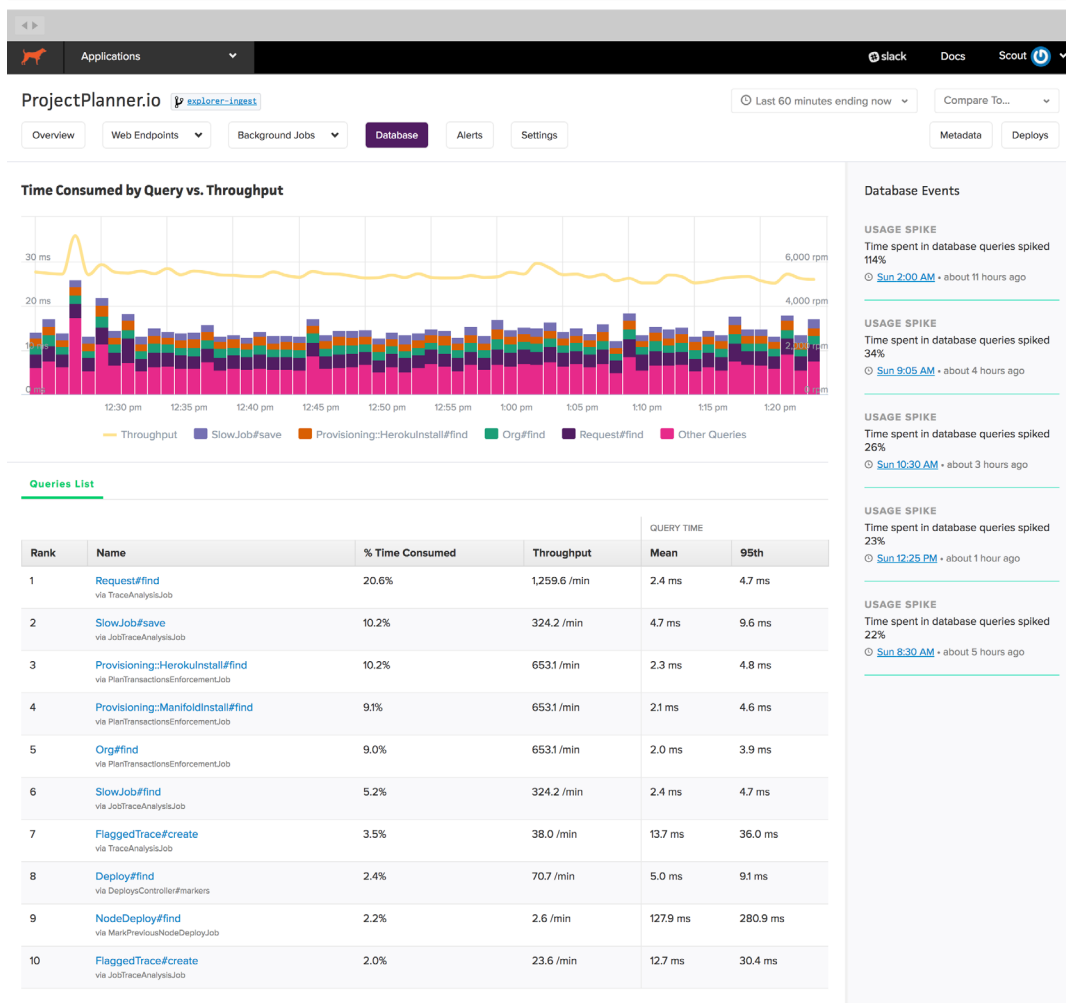 Applications
slack Docs Scout
ProjectPlanner.io explorer-ingest
Last 60 minutes ending now Compare To...
Overview Web Endpoints Background Jobs Database Alerts Settings Metadata Deploys
Time Consumed by Query vs. Throughput
30 ms 6,000 rpm
20 ms 4,000 rpm
10 ms 2,000 rpm
0 ms 0 rpm
12:30 pm 12:35 pm 12:40 pm 12:45 pm 12:50 pm 12:55 pm 1:00 pm 1:05 pm 1:10 pm 1:15 pm 1:20 pm
Throughput SlowJob#save Provisioning::HerokuInstall#find Org#find Request#find Other Queries
Queries List
QUERY TIME
Rank Name % Time Consumed Throughput Mean 95th
1 Request#find 20.6% 1,259.6 /min 2.4 ms 4.7 ms
via TraceAnalysisJob
2 SlowJob#save 10.2% 324.2 /min 4.7 ms 9.6 ms
via JobTraceAnalysisJob
3 Provisioning::HerokuInstall#find 10.2% 653.1 /min 2.3 ms 4.8 ms
via PlanTransactionsEnforcementJob
4 Provisioning::ManifoldInstall#find 9.1% 653.1 /min 2.1 ms 4.6 ms
via PlanTransactionsEnforcementJob
5 Org#find 9.0% 653.1 /min 2.0 ms 3.9 ms
via PlanTransactionsEnforcementJob
6 SlowJob#find 5.2% 324.2 /min 2.4 ms 4.7 ms
via JobTraceAnalysisJob
7 FlaggedTrace#create 3.5% 38.0 /min 13.7 ms 36.0 ms
via TraceAnalysisJob
8 Deploy#find 2.4% 70.7 /min 5.0 ms 9.1 ms
via DeploysController#markers
9 NodeDeploy#find 2.2% 2.6 /min 127.9 ms 280.9 ms
via MarkPreviousNodeDeployJob
10 FlaggedTrace#create 2.0% 23.6 /min 12.7 ms 30.4 ms
via JobTraceAnalysisJob
Database Events
USAGE SPIKE
Time spent in database queries spiked
114%
Sun 2:00 AM • about 11 hours ago
USAGE SPIKE
Time spent in database queries spiked
34%
Sun 9:05 AM • about 4 hours ago
USAGE SPIKE
Time spent in database queries spiked
26%
Sun 10:30 AM • about 3 hours ago
USAGE SPIKE
Time spent in database queries spiked
23%
Sun 12:25 PM • about 1 hour ago
USAGE SPIKE
Time spent in database queries spiked
22%
Sun 8:30 AM • about 5 hours ago